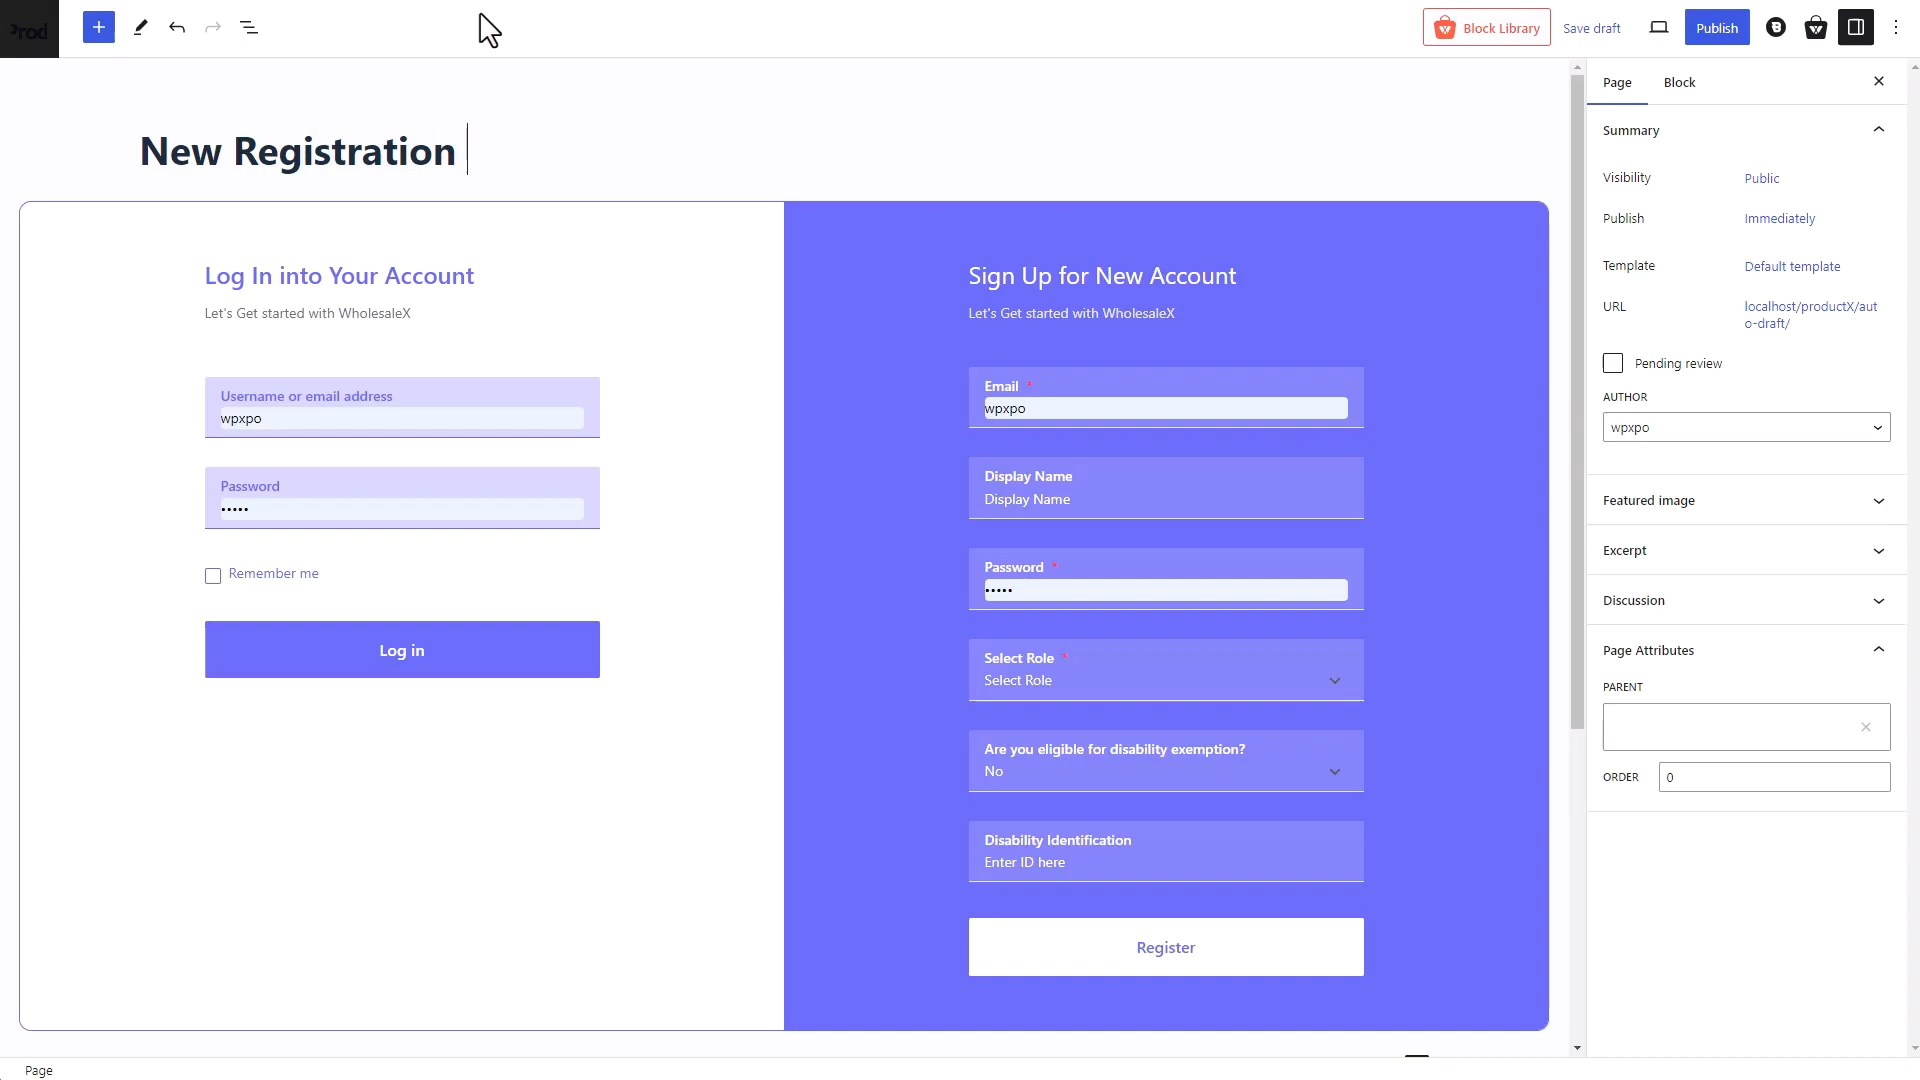 Prod
Block Library
Save draft
Publish
New Registration
Log In into Your Account
Let's Get started with WholesaleX
Username or email address
wpxpo
Password
•••••
Remember me
Log in
Sign Up for New Account
Let's Get started with WholesaleX
Email *
wpxpo
Display Name
Display Name
Password *
•••••
Select Role *
Select Role
Are you eligible for disability exemption?
No
Disability Identification
Enter ID here
Register
Page Block
Summary
Visibility Public
Publish Immediately
Template Default template
URL localhost/productX/aut
o-draft/
Pending review
AUTHOR
wpxpo
Featured image
Excerpt
Discussion
Page Attributes
PARENT
ORDER 0
Page